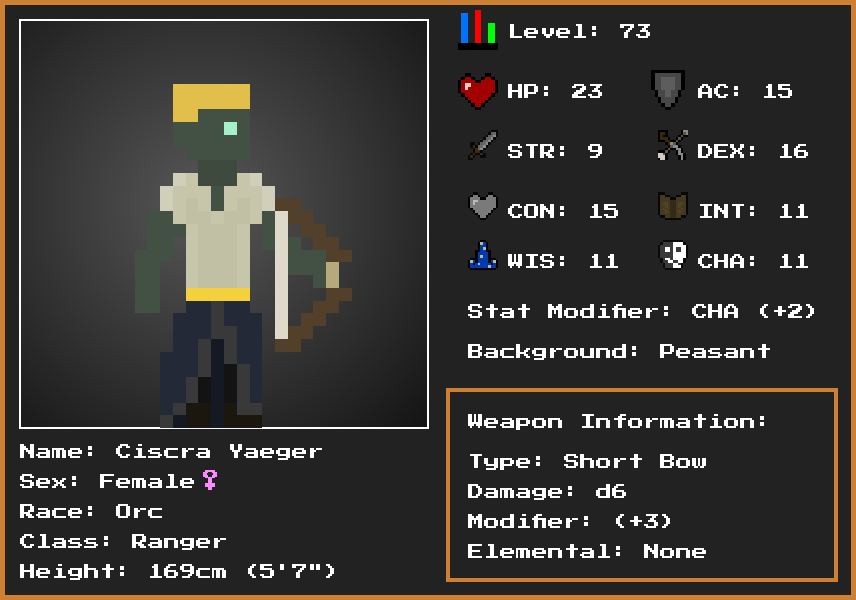 Level: 73
HP: 23 AC: 15
STR: 9 DEX: 16
CON: 15 INT: 11
WIS: 11 CHA: 11
Stat Modifier: CHA (+2)
Background: Peasant
Weapon Information:
Type: Short Bow
Damage: d6
Modifier: (+3)
Elemental: None
Name: Ciscra Yaeger
Sex: Female♀
Race: Orc
Class: Ranger
Height: 169cm (5'7")